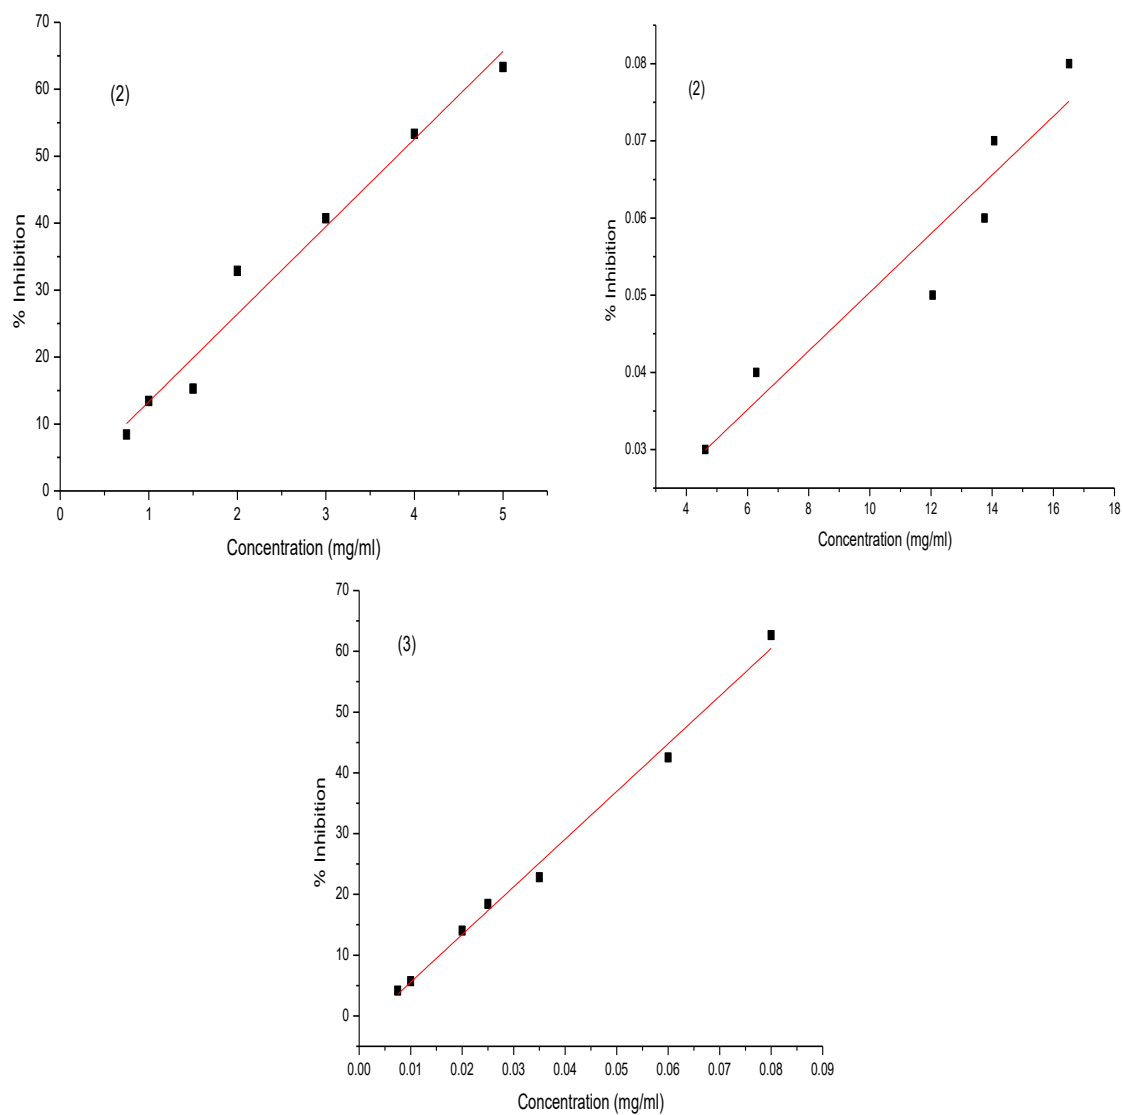 70
60
50
40
30
20
10
0
(2)
% Inhibition
0 1 2 3 4 5
Concentration (mg/ml)
0.08
0.07
0.06
0.05
0.04
0.03
(2)
% Inhibition
4 6 8 10 12 14 16 18
Concentration (mg/ml)
70
60
50
40
30
20
10
0
(3)
% Inhibition
0.00 0.01 0.02 0.03 0.04 0.05 0.06 0.07 0.08 0.09
Concentration (mg/ml)